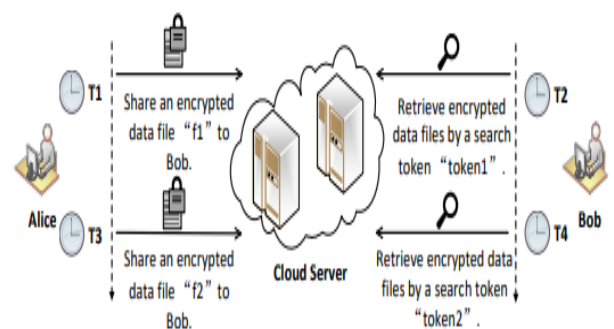 T1
Share an encrypted
data file “f1” to
Bob.
T2
Retrieve encrypted
data files by a search
token “token1”.
Alice
Bob
T3
Share an encrypted
data file “f2” to
Bob.
Cloud Server
T4
Retrieve encrypted data
files by a search token
“token2”.